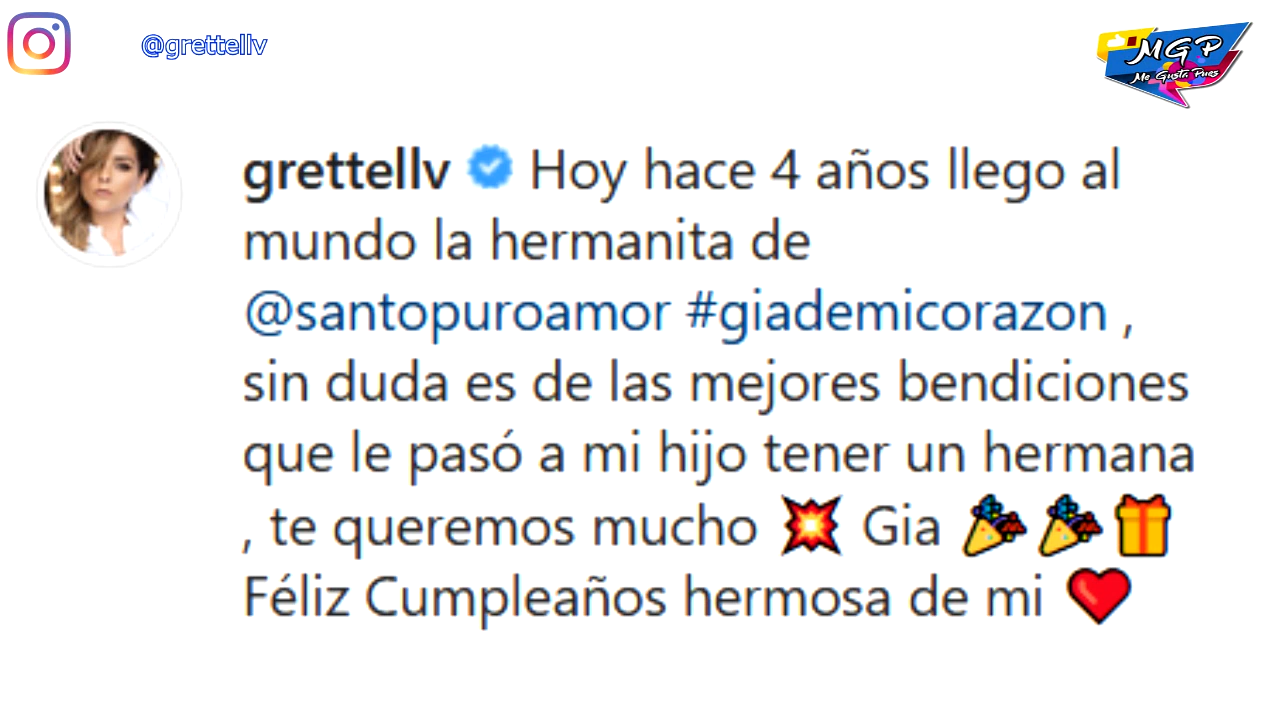 @grettellv
MGP
Me Gusta Pues
grettellv Hoy hace 4 años llego al
mundo la hermanita de
@santopuroamor #giademicorazon ,
sin duda es de las mejores bendiciones
que le pasó a mi hijo tener un hermana
, te queremos mucho 💥 Gia 🎉🎉🎁
Féliz Cumpleaños hermosa de mi ❤️